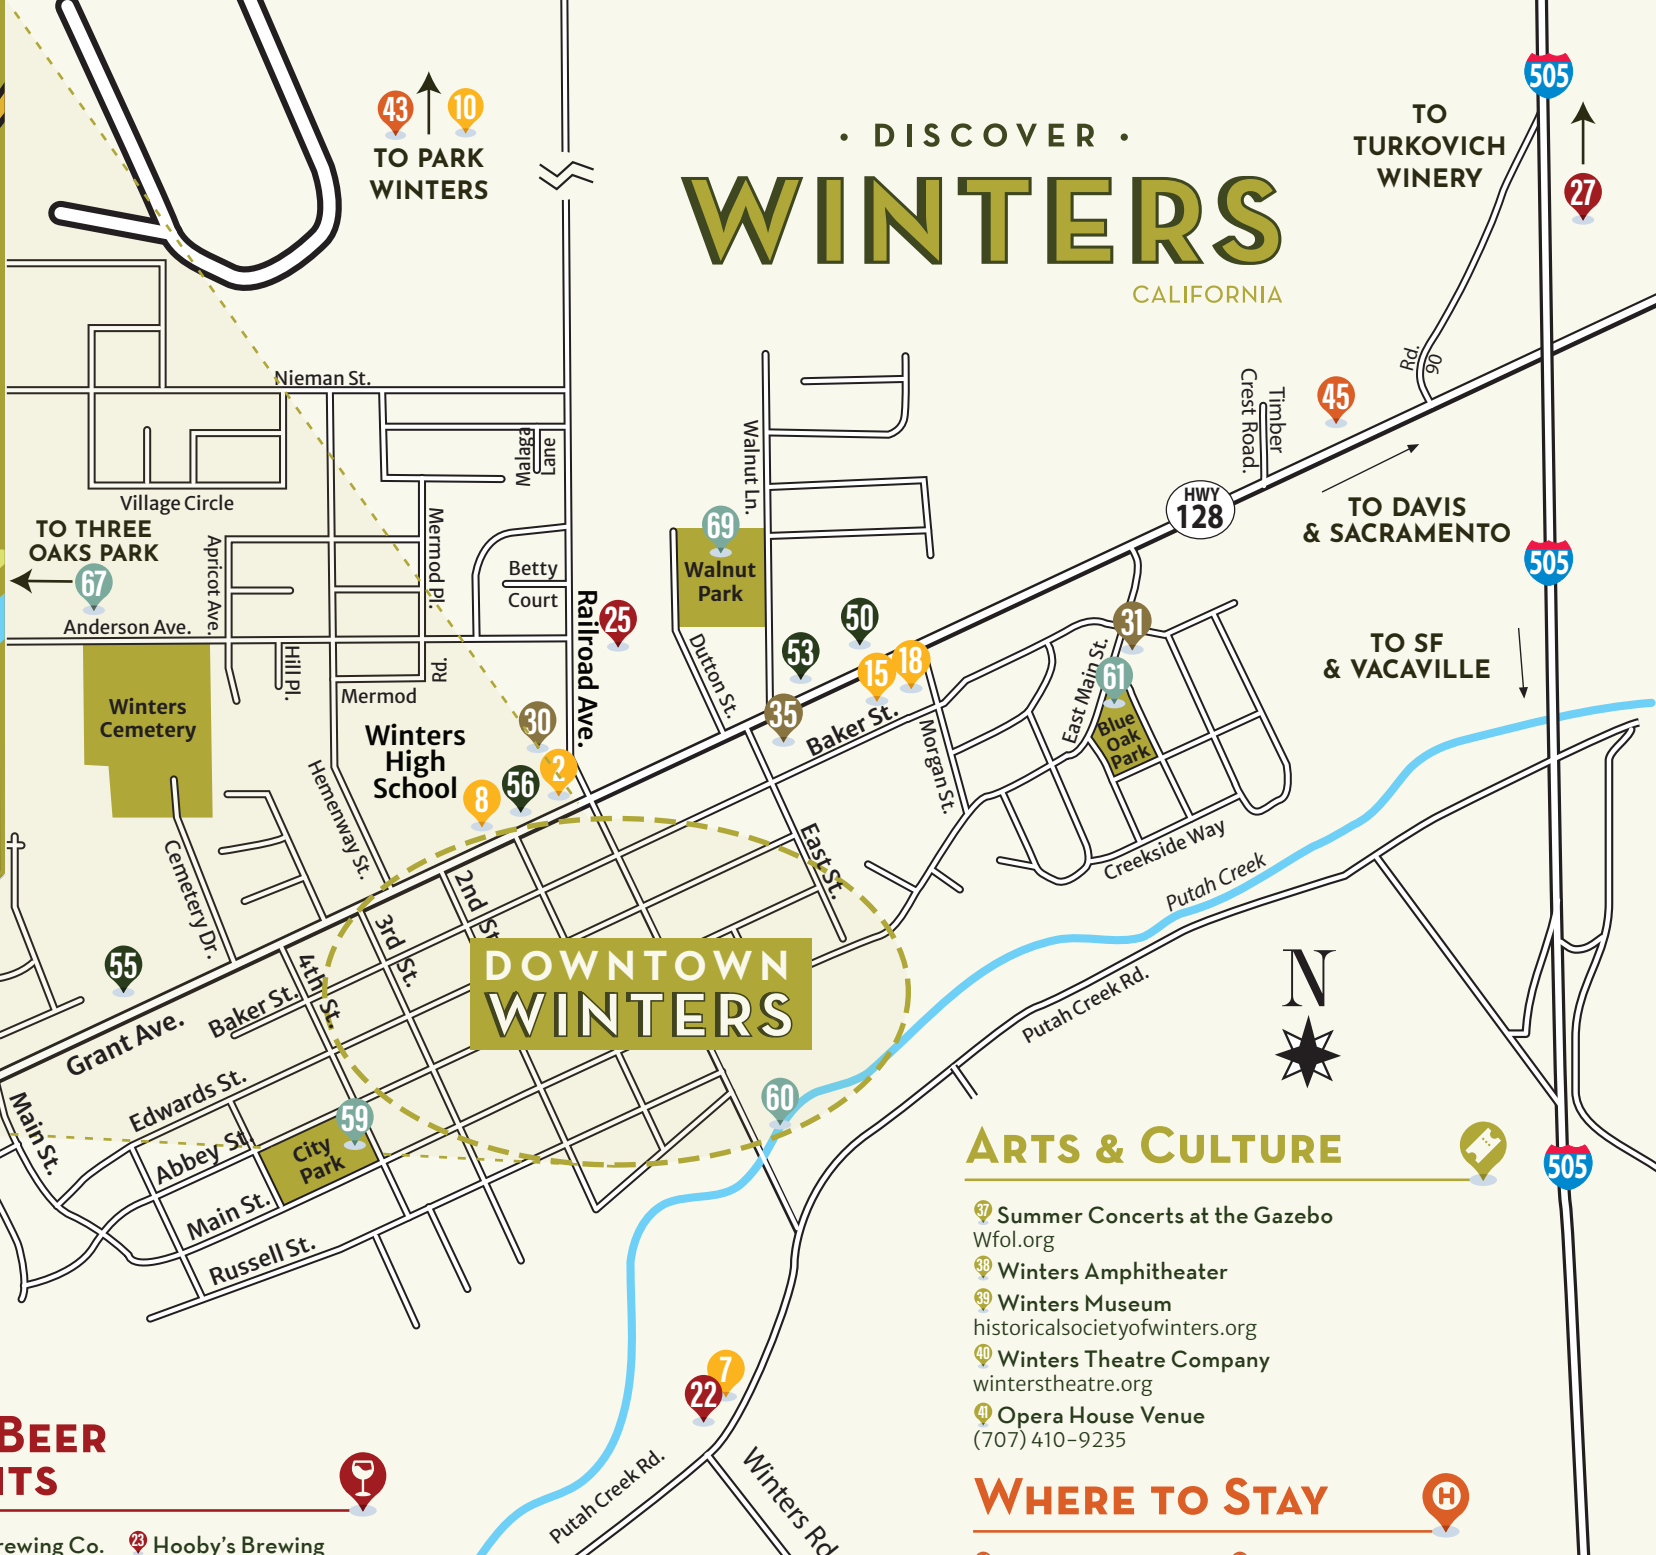 43
10
TO PARK
WINTERS
· DISCOVER ·
WINTERS
CALIFORNIA
505
TO
TURKOVICH
WINERY
27
Rd.
90
Nieman St.
Malaga
Lane
Walnut Ln.
Timber
Crest Road.
45
Village Circle
HWY
128
TO DAVIS
& SACRAMENTO
505
TO THREE
OAKS PARK
67
Apricot Ave.
Mermod Pl.
Betty
Court
69
Walnut
Park
Anderson Ave.
Railroad Ave.
25
50
53
15
18
31
TO SF
& VACAVILLE
Hill Pl.
Mermod
Rd.
Dutton St.
35
Baker St.
East Main St.
61
Blue
Oak
Park
Winters
Cemetery
30
Winters
High
School
8
56
2
Hemenway St.
Morgan St.
Cemetery Dr.
East St.
Creekside Way
Putah Creek
2nd St.
3rd St.
4th St.
DOWNTOWN
WINTERS
55
Grant Ave.
Baker St.
Putah Creek Rd.
N
Main St.
Edwards St.
Abbey St.
59
City
Park
60
Main St.
Russell St.
505
ARTS & CULTURE
37 Summer Concerts at the Gazebo
Wfol.org
38 Winters Amphitheater
39 Winters Museum
historicalsocietyofwinters.org
40 Winters Theatre Company
winterstheatre.org
41 Opera House Venue
(707) 410-9235
7
22
Putah Creek Rd.
Winters Rd
WHERE TO STAY
H
BEER
ITS
rewing Co.
23 Hooby's Brewing